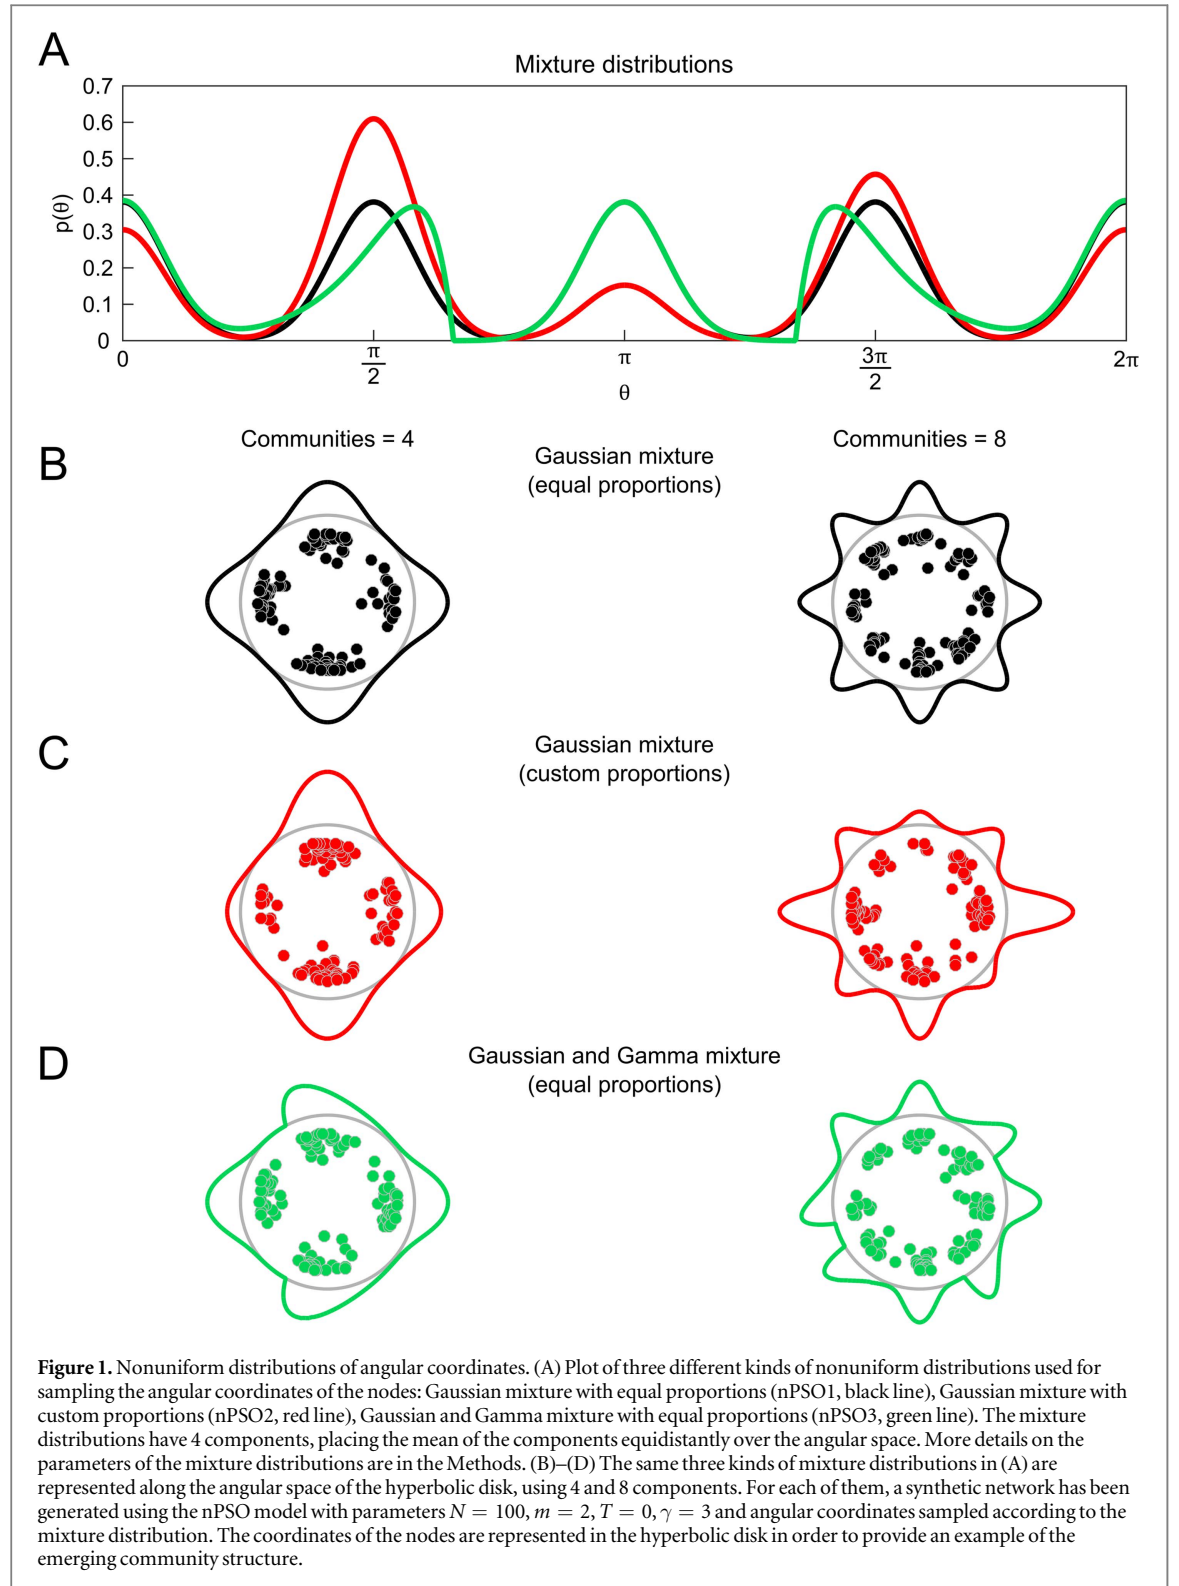 A
Mixture distributions
0.7
0.6
0.5
0.4
0.3
0.2
0.1
0
p(θ)
0
π
2
π
3π
2
2π
θ
Communities = 4
Communities = 8
B
Gaussian mixture
(equal proportions)
C
Gaussian mixture
(custom proportions)
D
Gaussian and Gamma mixture
(equal proportions)
Figure 1. Nonuniform distributions of angular coordinates. (A) Plot of three different kinds of nonuniform distributions used for
sampling the angular coordinates of the nodes: Gaussian mixture with equal proportions (nPSO1, black line), Gaussian mixture with
custom proportions (nPSO2, red line), Gaussian and Gamma mixture with equal proportions (nPSO3, green line). The mixture
distributions have 4 components, placing the mean of the components equidistantly over the angular space. More details on the
parameters of the mixture distributions are in the Methods. (B)–(D) The same three kinds of mixture distributions in (A) are
represented along the angular space of the hyperbolic disk, using 4 and 8 components. For each of them, a synthetic network has been
generated using the nPSO model with parameters N = 100, m = 2, T = 0, γ = 3 and angular coordinates sampled according to the
mixture distribution. The coordinates of the nodes are represented in the hyperbolic disk in order to provide an example of the
emerging community structure.